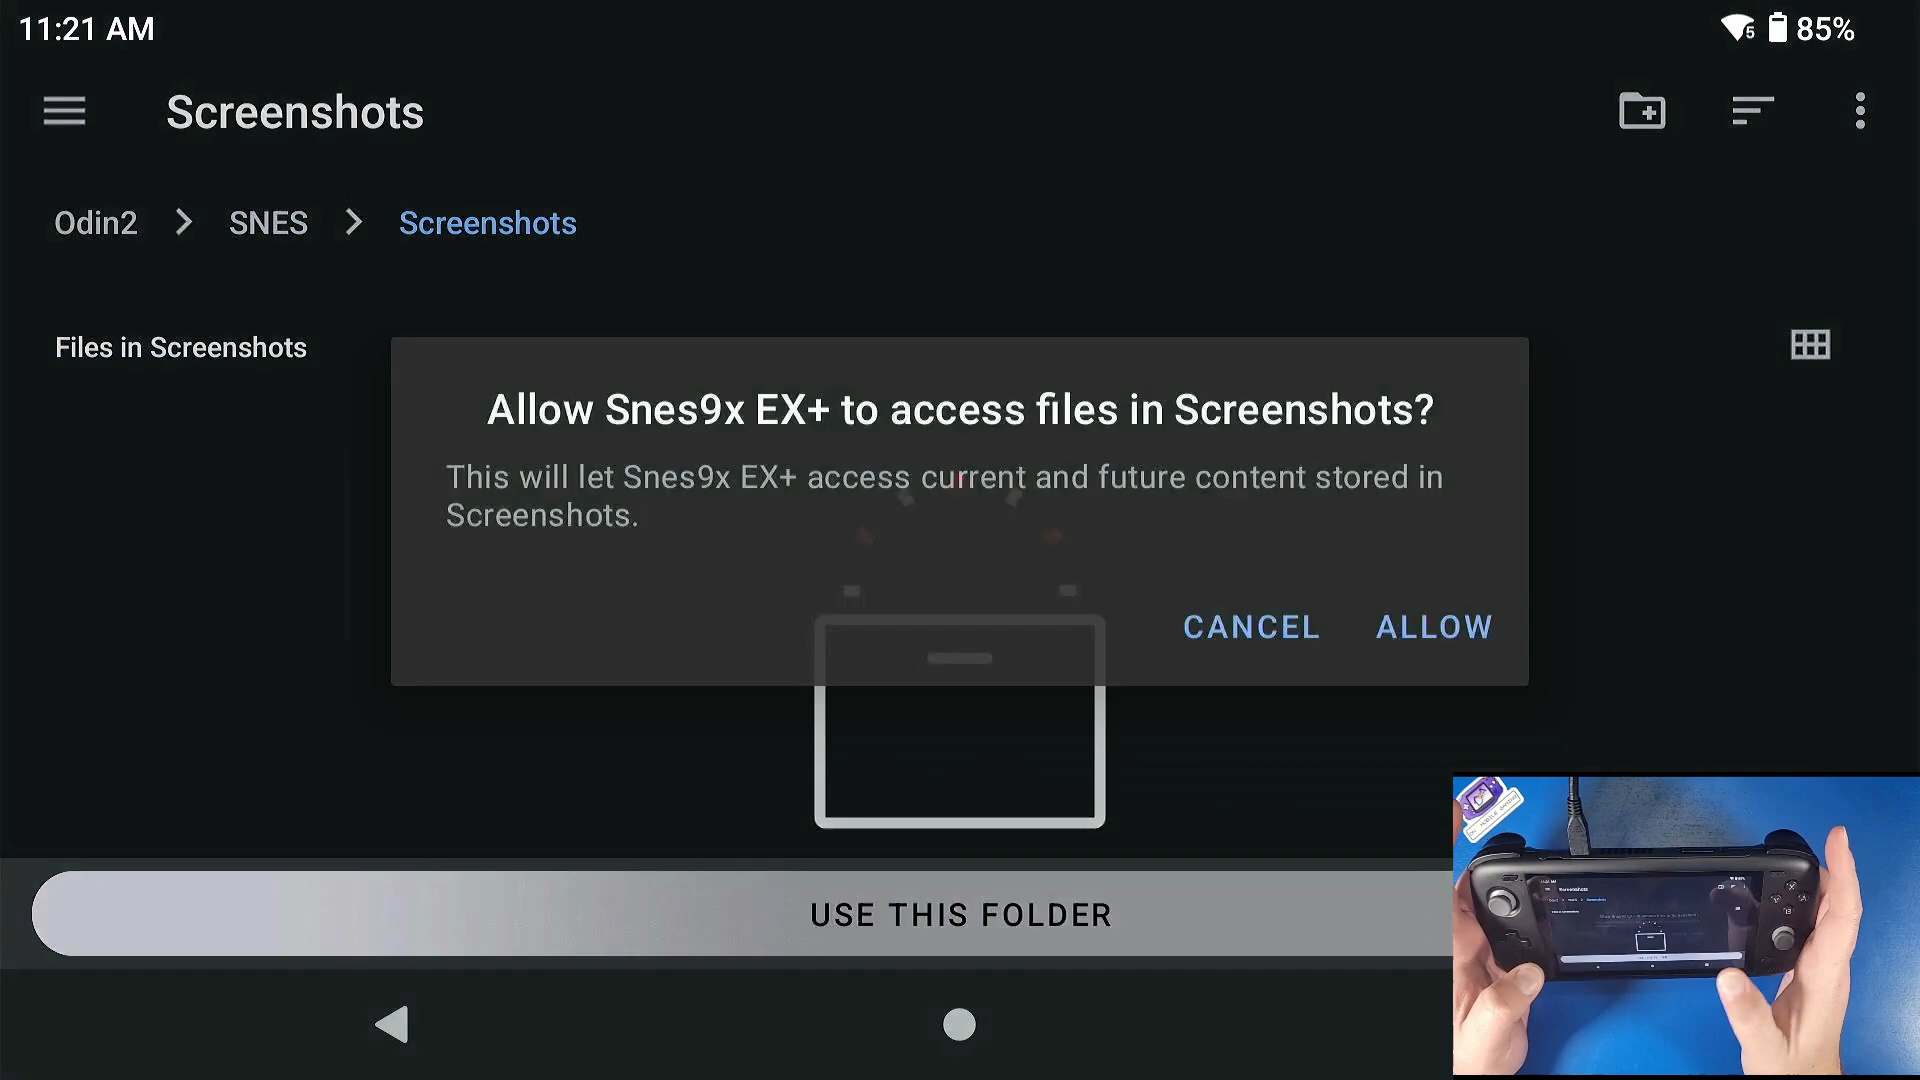 11:21 AM
5 85%
Screenshots
Odin2 SNES Screenshots
Files in Screenshots
Allow Snes9x EX+ to access files in Screenshots?
This will let Snes9x EX+ access current and future content stored in
Screenshots.
CANCEL ALLOW
USE THIS FOLDER